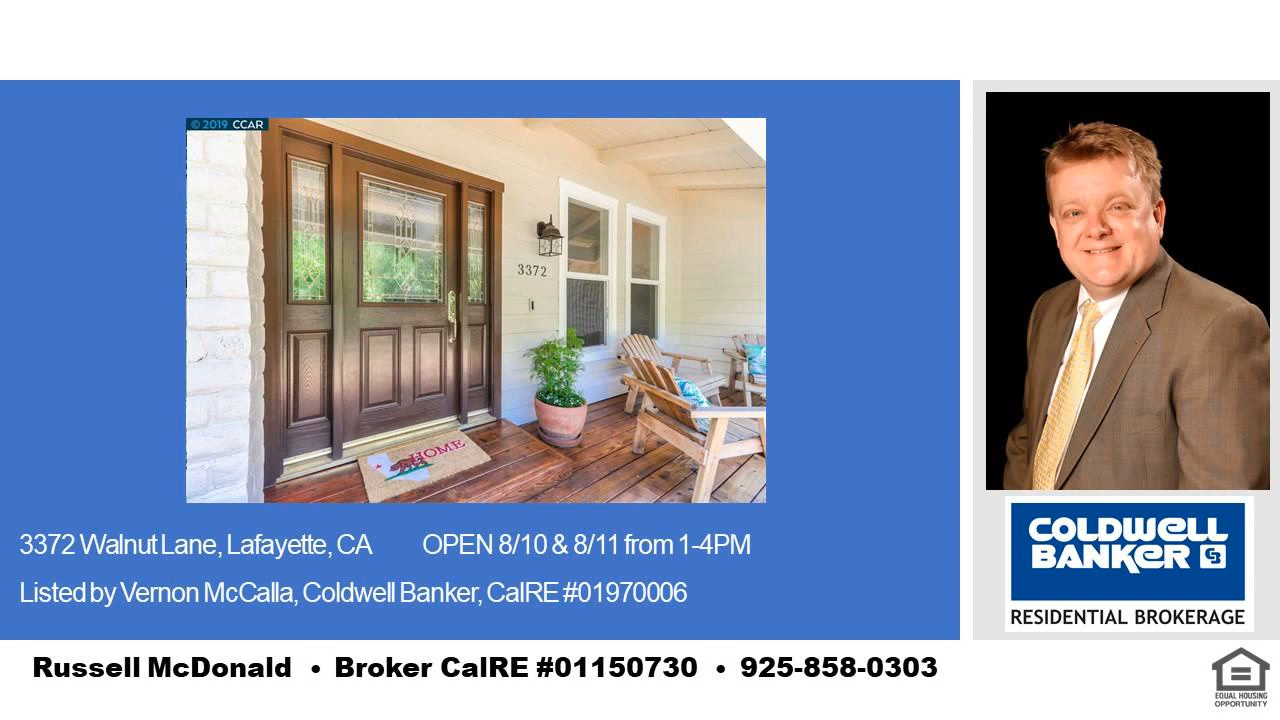 © 2019 CCAR
3372
HOME
3372 Walnut Lane, Lafayette, CA OPEN 8/10 & 8/11 from 1-4PM
Listed by Vernon McCalla, Coldwell Banker, CalRE #01970006
COLDWELL
BANKER CB
RESIDENTIAL BROKERAGE
Russell McDonald • Broker CalRE #01150730 • 925-858-0303
EQUAL HOUSING
OPPORTUNITY